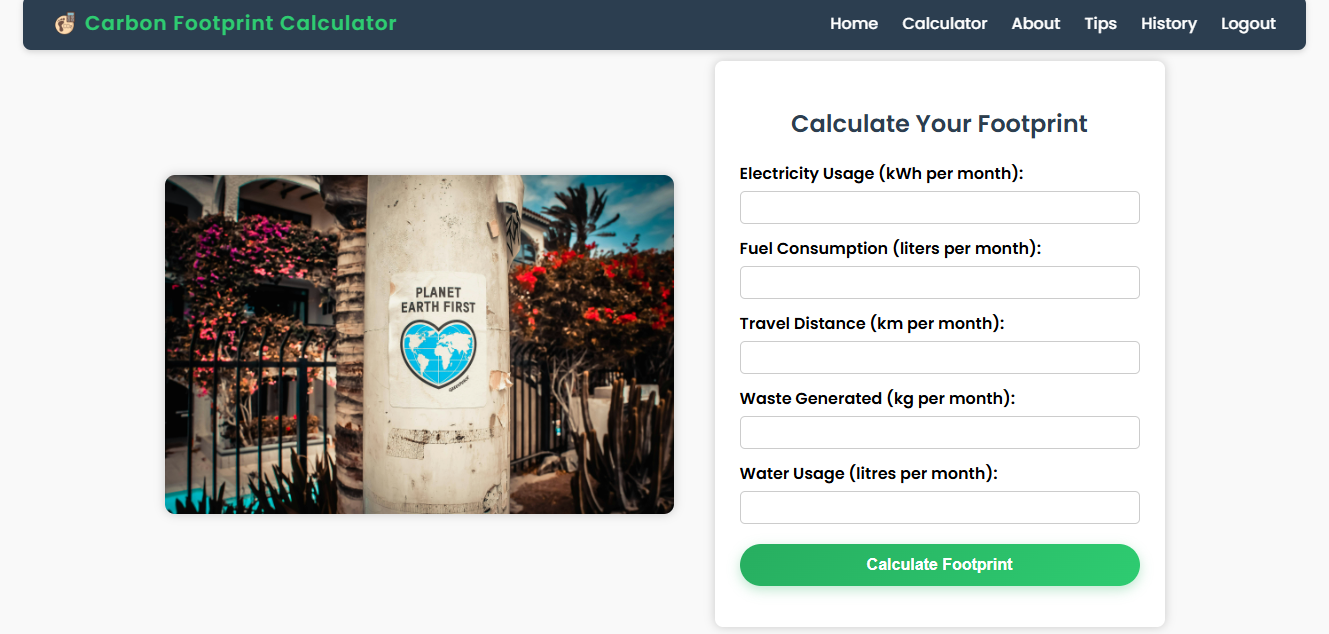 Carbon Footprint Calculator
Home Calculator About Tips History Logout
PLANET
EARTH FIRST
GREENPEACE
Calculate Your Footprint
Electricity Usage (kWh per month):
Fuel Consumption (liters per month):
Travel Distance (km per month):
Waste Generated (kg per month):
Water Usage (litres per month):
Calculate Footprint